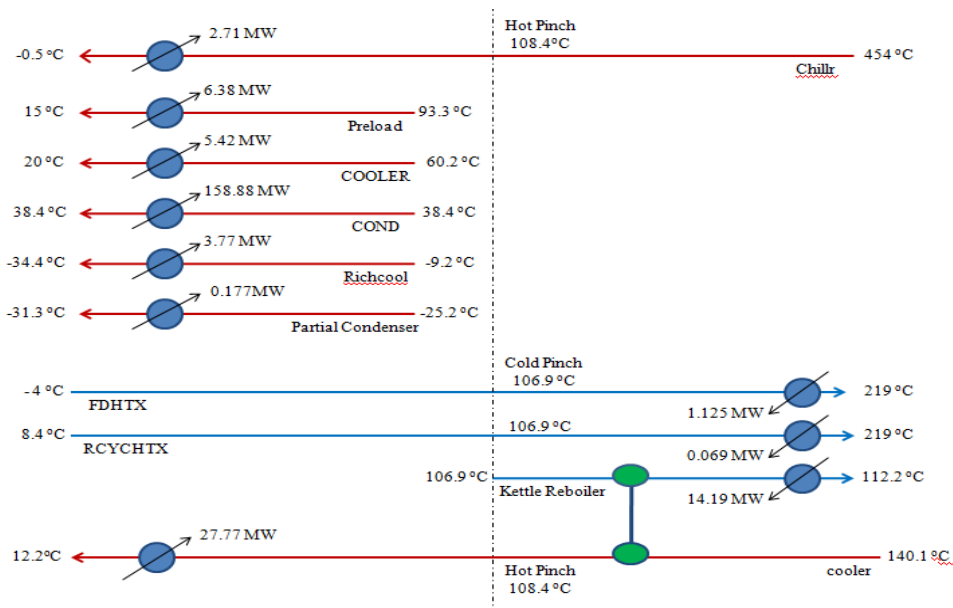 Hot Pinch
108.4°C
2.71 MW
-0.5 °C
454 °C
Chillr
6.38 MW
15 °C
93.3 °C
Preload
5.42 MW
20 °C
60.2 °C
COOLER
158.88 MW
38.4 °C
38.4 °C
COND
3.77 MW
-34.4 °C
-9.2 °C
Richcool
0.177MW
-31.3 °C
-25.2 °C
Partial Condenser
Cold Pinch
106.9 °C
-4 °C
219 °C
FDHTX
1.125 MW
8.4 °C
106.9 °C
219 °C
RCYCHTX
0.069 MW
106.9 °C
112.2 °C
Kettle Reboiler
14.19 MW
27.77 MW
12.2°C
140.1 °C
Hot Pinch
cooler
108.4 °C